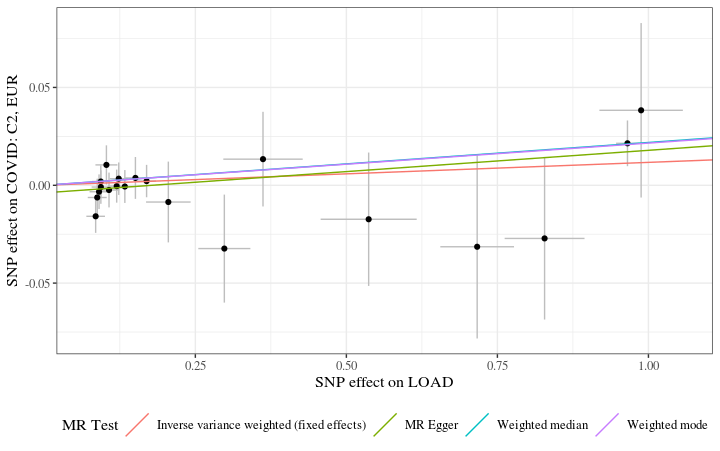 SNP effect on COVID: C2, EUR
0.05
0.00
-0.05
0.25 0.50 0.75 1.00
SNP effect on LOAD
MR Test Inverse variance weighted (fixed effects) MR Egger Weighted median Weighted mode